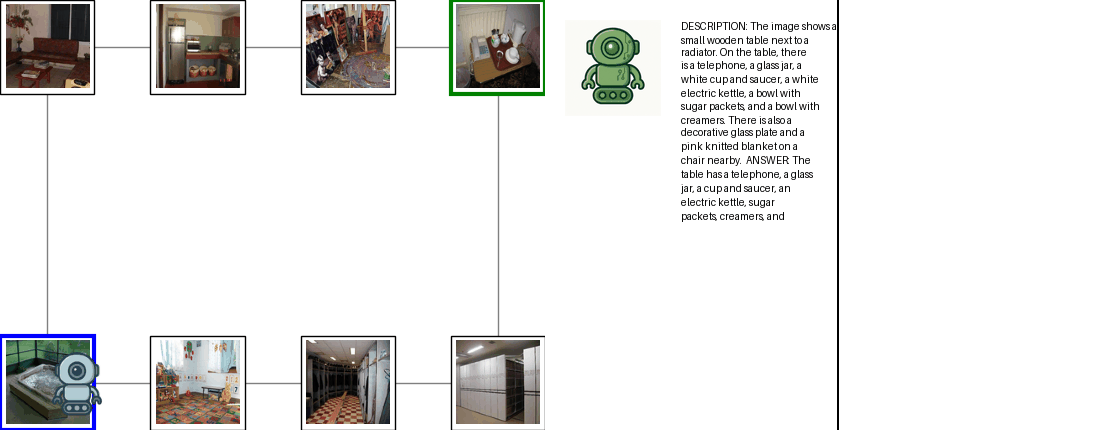 DESCRIPTION: The image shows a
small wooden table next to a
radiator. On the table, there
is a telephone, a glass jar, a
white cup and saucer, a white
electric kettle, a bowl with
sugar packets, and a bowl with
creamers. There is also a
decorative glass plate and a
pink knitted blanket on a
chair nearby.  ANSWER: The
table has a telephone, a glass
jar, a cup and saucer, an
electric kettle, sugar
packets, creamers, and